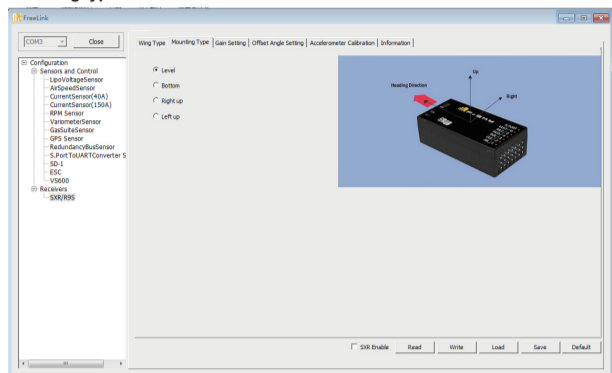 FreeLink
COM3
Close
Configuration
Sensors and Control
LipoVoltageSensor
AirSpeedSensor
CurrentSensor(40A)
CurrentSensor(150A)
RPM Sensor
VariometerSensor
GasSuiteSensor
GPS Sensor
RedundancyBusSensor
S.PortToUARTConverter S
SD-1
ESC
VS600
Receivers
SXR/R9S
Wing Type
Mounting Type
Gain Setting
Offset Angle Setting
Accelerometer Calibration
Information
Level
Bottom
Right up
Left up
Heading Direction
Up
Right
SXR Enable
Read
Write
Load
Save
Default